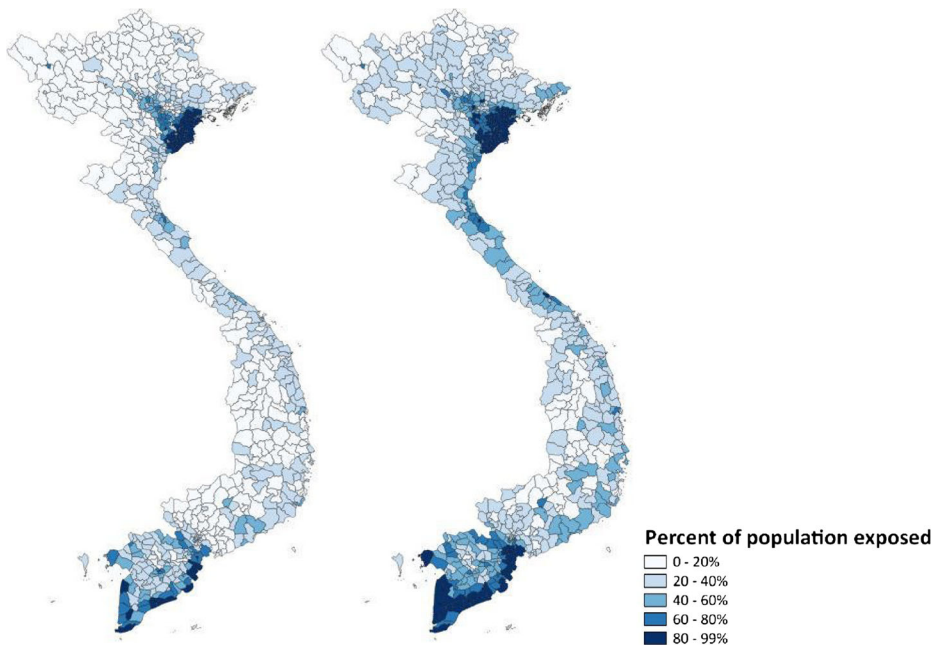 Percent of population exposed
0 - 20%
20 - 40%
40 - 60%
60 - 80%
80 - 99%